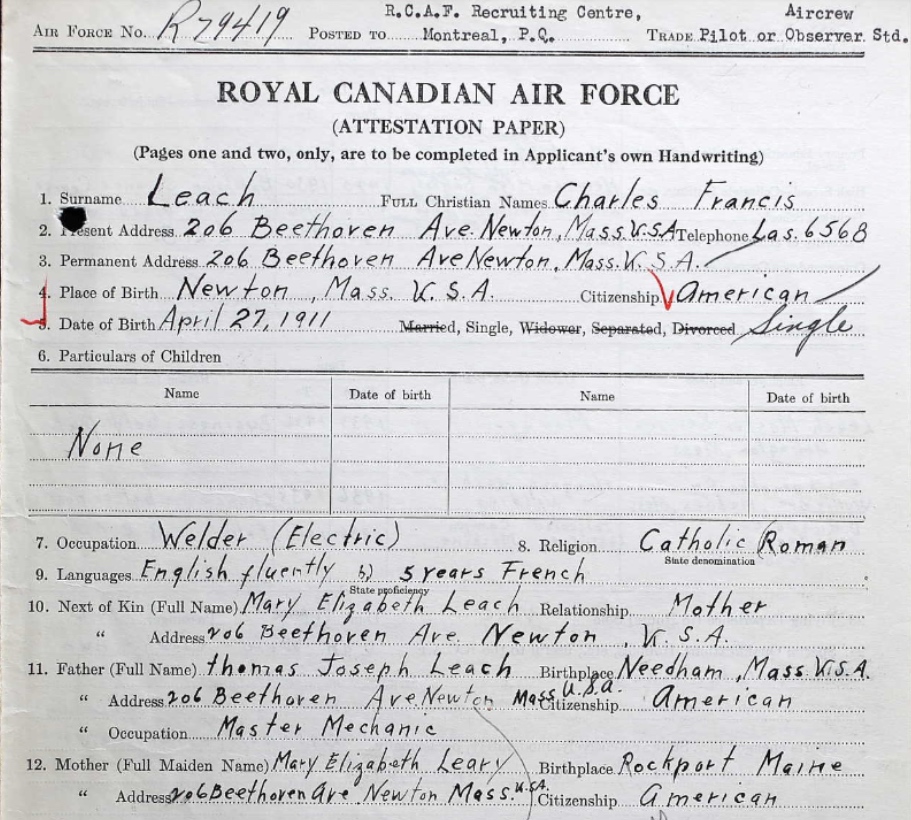 R.C.A.F. Recruiting Centre, Aircrew
AIR FORCE No. R79419 POSTED TO Montreal, P.Q. TRADE Pilot or Observer Std.
ROYAL CANADIAN AIR FORCE
(ATTESTATION PAPER)
(Pages one and two, only, are to be completed in Applicant's own Handwriting)
1. Surname Leach FULL Christian Names Charles Francis
2. Present Address 206 Beethoven Ave. Newton, Mass. U.S.A Telephone Las. 6568
3. Permanent Address 206 Beethoven Ave Newton, Mass. U.S.A.
4. Place of Birth Newton, Mass. U.S.A. Citizenship American
5. Date of Birth April 27, 1911 Married, Single, Widower, Separated, Divorced Single
6. Particulars of Children
Name Date of birth Name Date of birth
None
7. Occupation Welder (Electric) 8. Religion Catholic (Roman
State denomination
9. Languages English fluently b) 5 years French
State proficiency
10. Next of Kin (Full Name) Mary Elizabeth Leach Relationship Mother
" Address 206 Beethoven Ave. Newton, U.S.A.
11. Father (Full Name) Thomas Joseph Leach Birthplace Needham, Mass U.S.A.
" Address 206 Beethoven Ave Newton Mass U.S.A. Citizenship American
" Occupation Master Mechanic
12. Mother (Full Maiden Name) Mary Elizabeth Leary Birthplace Rockport Maine
" Address 206 Beethoven Ave Newton Mass. U.S.A. Citizenship American